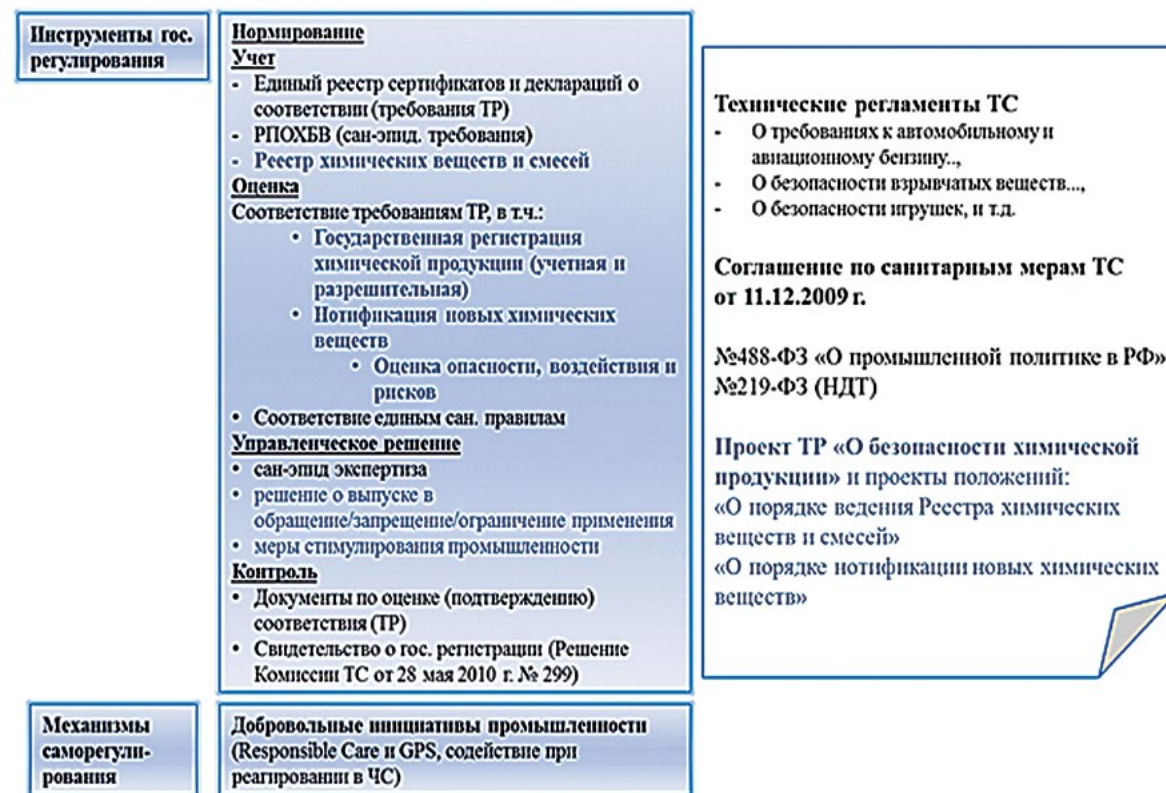 Инструменты гос.
регулирования
Нормирование
Учет
- Единый реестр сертификатов и деклараций о
соответствии (требования ТР)
- РПОХБВ (сан-эпид. требования)
- Реестр химических веществ и смесей
Оценка
Соответствие требованиям ТР, в т.ч.:
• Государственная регистрация
химической продукции (учетная и
разрешительная)
• Нотификация новых химических
веществ
• Оценка опасности, воздействия и
рисков
• Соответствие единым сан. правилам
Управленческое решение
• сан-эпид экспертиза
• решение о выпуске в
обращение/запрещение/ограничение применения
• меры стимулирования промышленности
Контроль
• Документы по оценке (подтверждению)
соответствия (ТР)
• Свидетельство о гос. регистрации (Решение
Комиссии ТС от 28 мая 2010 г. № 299)
Технические регламенты ТС
- О требованиях к автомобильному и
авиационному бензину..,
- О безопасности взрывчатых веществ...,
- О безопасности игрушек, и т.д.
Соглашение по санитарным мерам ТС
от 11.12.2009 г.
№488-ФЗ «О промышленной политике в РФ»
№219-ФЗ (НДТ)
Проект ТР «О безопасности химической
продукции» и проекты положений:
«О порядке ведения Реестра химических
веществ и смесей»
«О порядке нотификации новых химических
веществ»
Механизмы
саморегули-
рования
Добровольные инициативы промышленности
(Responsible Care и GPS, содействие при
реагировании в ЧС)